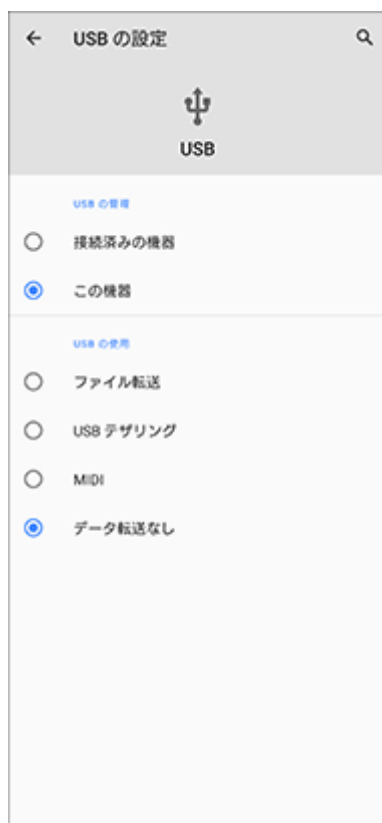 USB の設定
USB
USB の管理
接続済みの機器
この機器
USB の使用
ファイル転送
USB テザリング
MIDI
データ転送なし